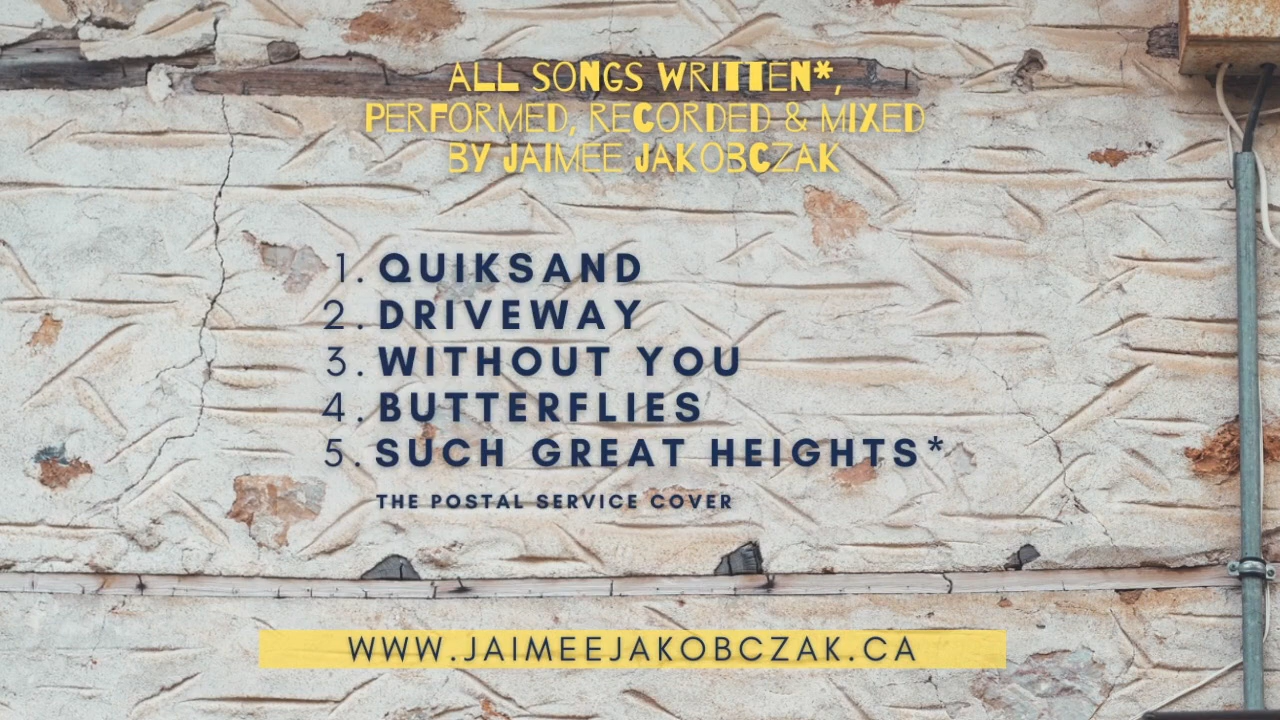 ALL SONGS WRITTEN*,
PERFORMED, RECORDED & MIXED
BY JAIMEE JAKOBCZAK
1. QUIKSAND
2. DRIVEWAY
3. WITHOUT YOU
4. BUTTERFLIES
5. SUCH GREAT HEIGHTS*
THE POSTAL SERVICE COVER
WWW.JAIMEEJAKOBCZAK.CA